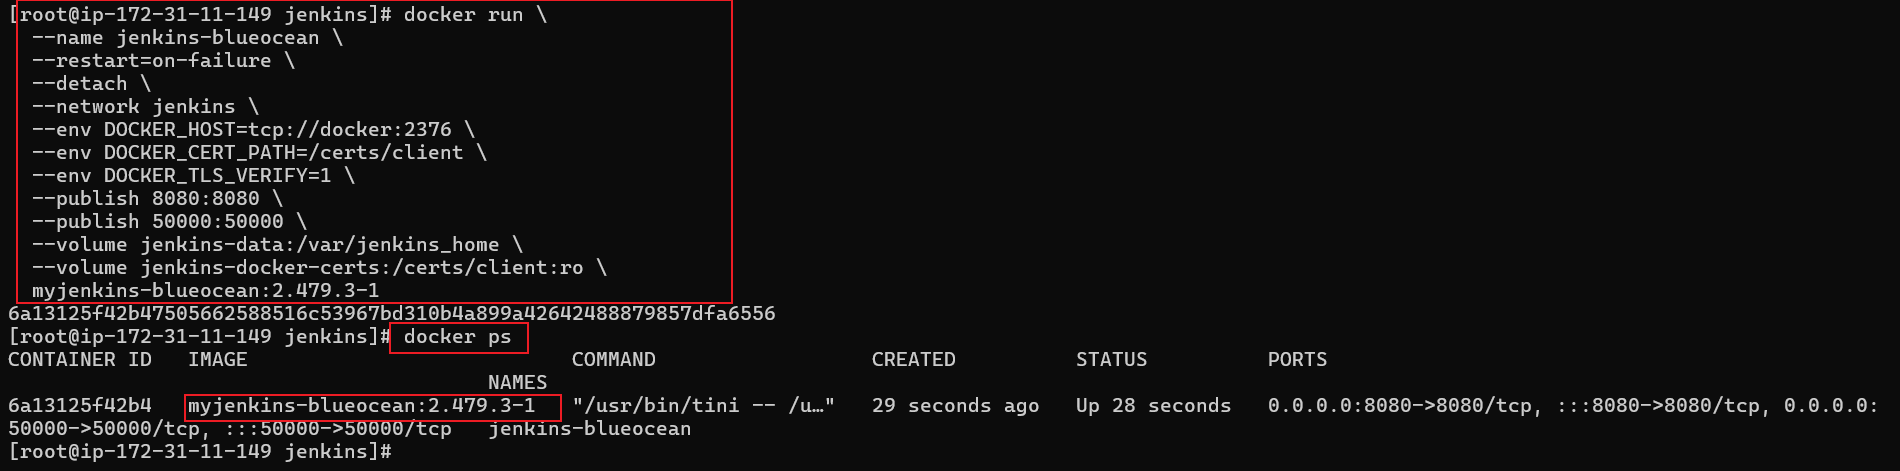 [root@ip-172-31-11-149 jenkins]# docker run \
  --name jenkins-blueocean \
  --restart=on-failure \
  --detach \
  --network jenkins \
  --env DOCKER_HOST=tcp://docker:2376 \
  --env DOCKER_CERT_PATH=/certs/client \
  --env DOCKER_TLS_VERIFY=1 \
  --publish 8080:8080 \
  --publish 50000:50000 \
  --volume jenkins-data:/var/jenkins_home \
  --volume jenkins-docker-certs:/certs/client:ro \
  myjenkins-blueocean:2.479.3-1
6a13125f42b47505662588516c53967bd310b4a899a42642488879857dfa6556
[root@ip-172-31-11-149 jenkins]# docker ps
CONTAINER ID   IMAGE                           COMMAND                  CREATED          STATUS          PORTS
                                        NAMES
6a13125f42b4   myjenkins-blueocean:2.479.3-1   "/usr/bin/tini -- /u…"   29 seconds ago   Up 28 seconds   0.0.0.0:8080->8080/tcp, :::8080->8080/tcp, 0.0.0.0:
50000->50000/tcp, :::50000->50000/tcp   jenkins-blueocean
[root@ip-172-31-11-149 jenkins]#